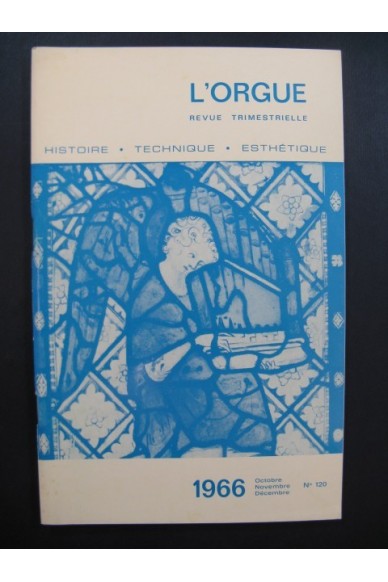 L'ORGUE
REVUE TRIMESTRIELLE
HISTOIRE • TECHNIQUE • ESTHÉTIQUE
1966
Octobre
Novembre
Décembre
N° 120